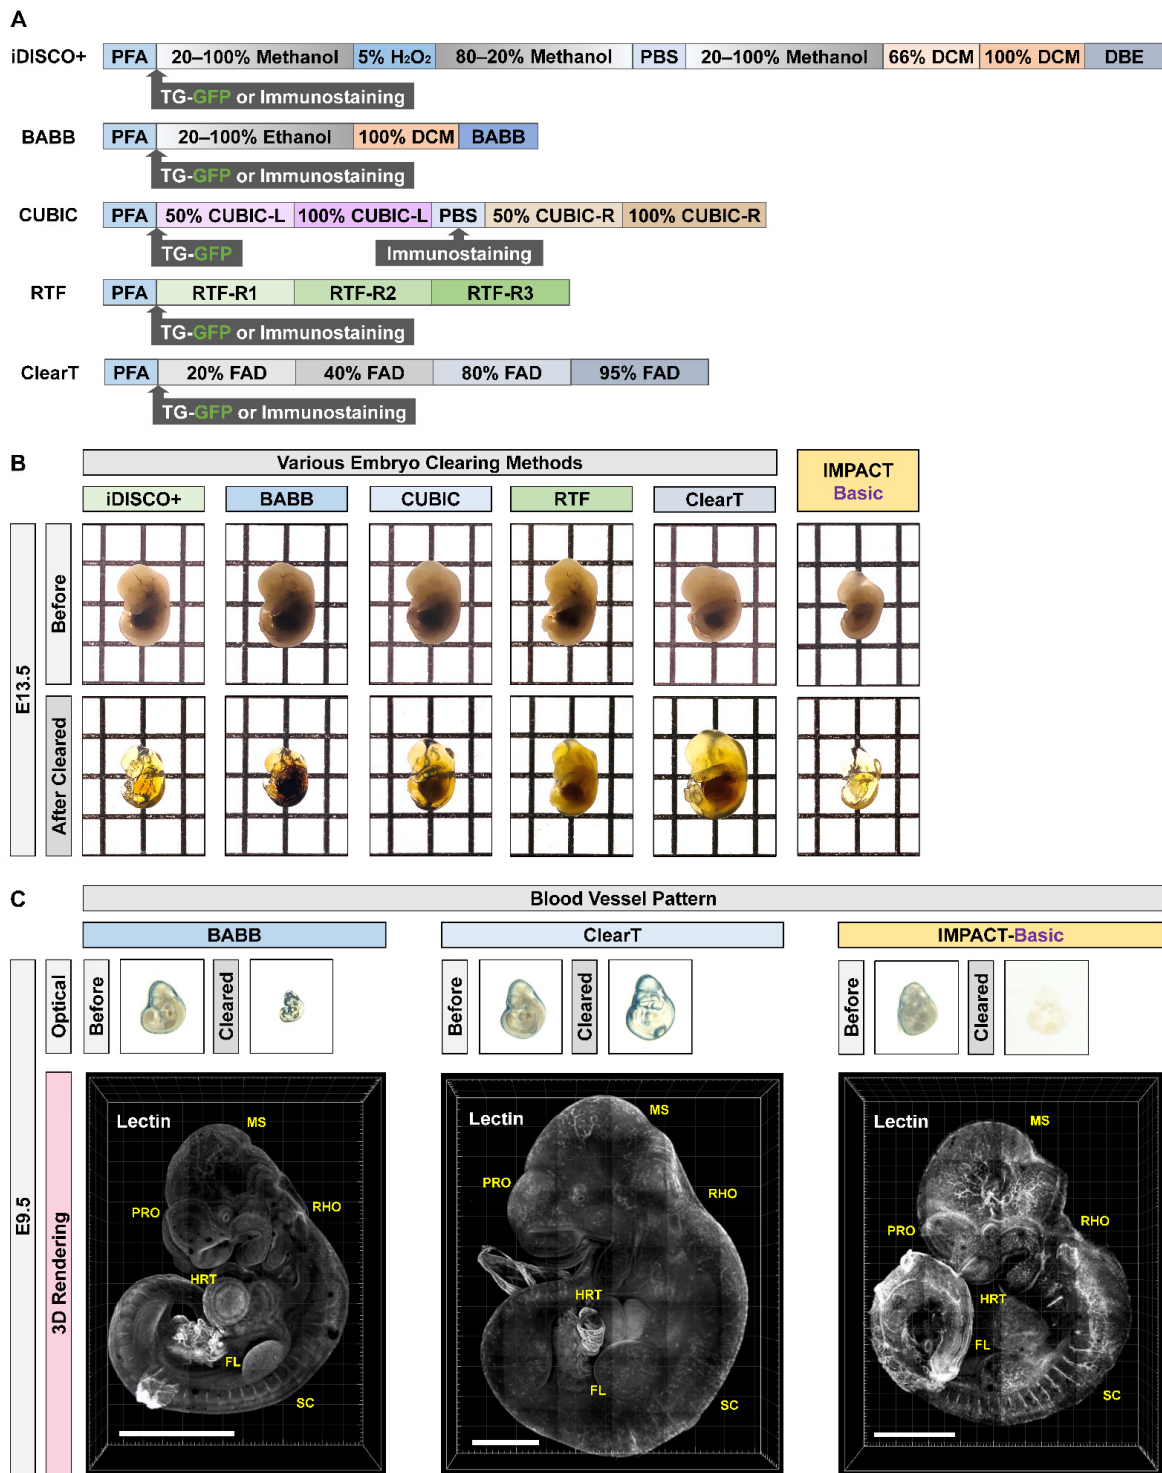 A
iDISCO+ PFA 20–100% Methanol 5% H₂O₂ 80–20% Methanol PBS 20–100% Methanol 66% DCM 100% DCM DBE
TG-GFP or Immunostaining
BABB PFA 20–100% Ethanol 100% DCM BABB
TG-GFP or Immunostaining
CUBIC PFA 50% CUBIC-L 100% CUBIC-L PBS 50% CUBIC-R 100% CUBIC-R
TG-GFP Immunostaining
RTF PFA RTF-R1 RTF-R2 RTF-R3
TG-GFP or Immunostaining
ClearT PFA 20% FAD 40% FAD 80% FAD 95% FAD
TG-GFP or Immunostaining
B
Various Embryo Clearing Methods
IMPACT
Basic
iDISCO+ BABB CUBIC RTF ClearT
E13.5
Before
After Cleared
C
Blood Vessel Pattern
BABB ClearT IMPACT-Basic
E9.5
Optical
Before Cleared Before Cleared Before Cleared
3D Rendering
Lectin
MS
PRO
RHO
HRT
FL
SC
Lectin
MS
PRO
RHO
HRT
FL
SC
Lectin
MS
PRO
RHO
HRT
FL
SC